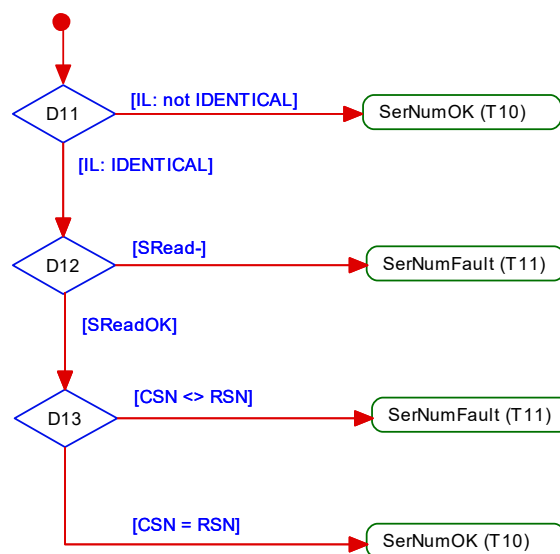 D11
[IL: not IDENTICAL]
SerNumOK (T10)
[IL: IDENTICAL]
D12
[SRead-]
SerNumFault (T11)
[SReadOK]
D13
[CSN <> RSN]
SerNumFault (T11)
[CSN = RSN]
SerNumOK (T10)